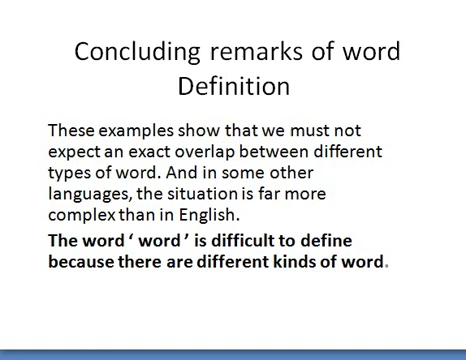 Concluding remarks of word
Definition
These examples show that we must not
expect an exact overlap between different
types of word. And in some other
languages, the situation is far more
complex than in English.
The word ‘ word ’ is difficult to define
because there are different kinds of word.